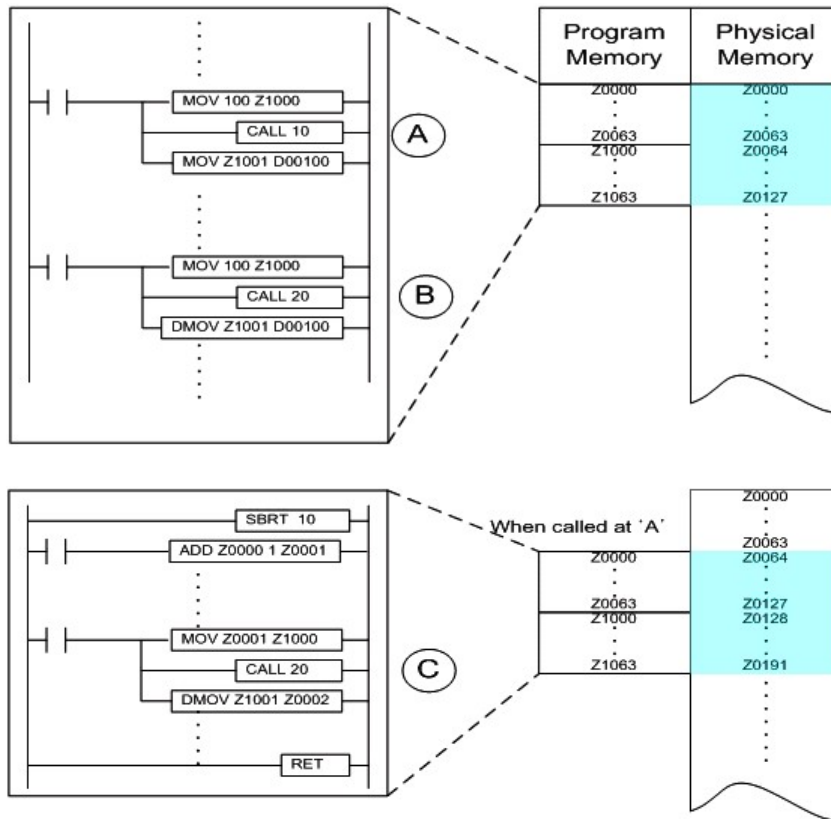 MOV 100 Z1000
CALL 10
MOV Z1001 D00100
A
MOV 100 Z1000
CALL 20
DMOV Z1001 D00100
B
Program Memory
Physical Memory
Z0000
Z0063
Z1000
Z1063
Z0000
Z0063
Z0064
Z0127
SBRT 10
ADD Z0000 1 Z0001
MOV Z0001 Z1000
CALL 20
DMOV Z1001 Z0002
RET
C
When called at 'A'
Z0000
Z0063
Z1000
Z1063
Z0000
Z0063
Z0064
Z0127
Z0128
Z0191